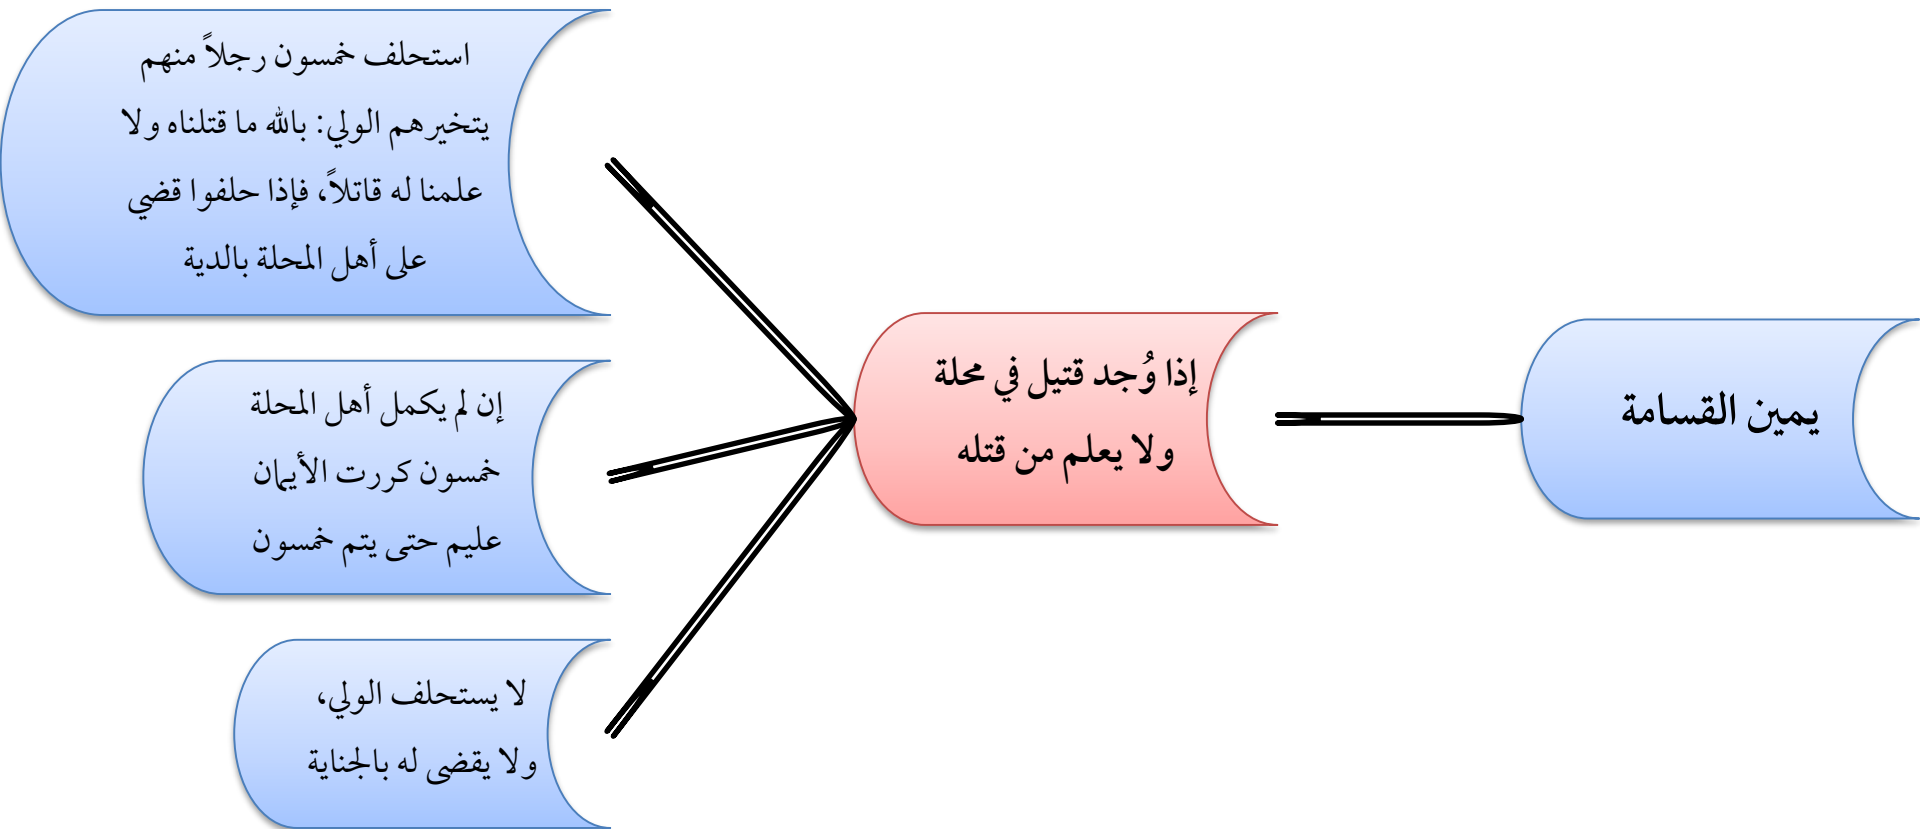 يمين القسامة
إذا وُجد قتيل في محلة
ولا يعلم من قتله
استحلف خمسون رجلاً منهم
يتخيرهم الولي: بالله ما قتلناه ولا
علمنا له قاتلاً، فإذا حلفوا قضي
على أهل المحلة بالدية
إن لم يكمل أهل المحلة
خمسون كررت الأيمان
عليم حتى يتم خمسون
لا يستحلف الولي،
ولا يقضى له بالجناية